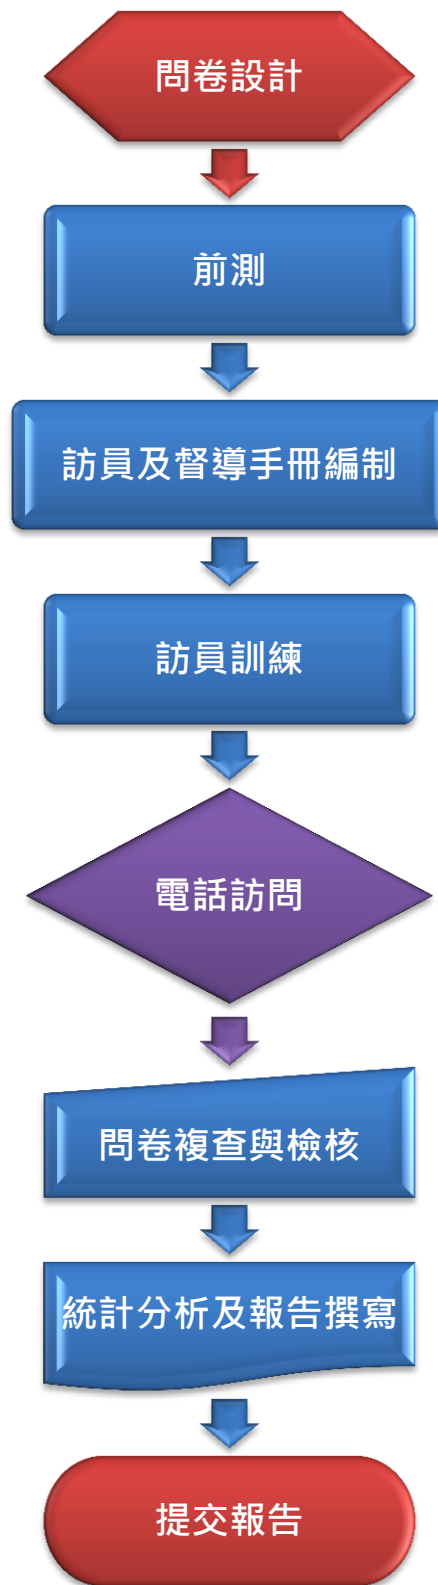 問卷設計
前測
訪員及督導手冊編制
訪員訓練
電話訪問
問卷複查與檢核
統計分析及報告撰寫
提交報告